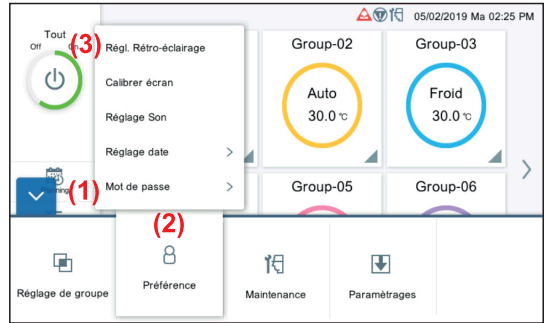 05/02/2019 Ma 02:25 PM
Tout
Off
On
(3)
Régl. Rétro-éclairage
Calibrer écran
Réglage Son
Réglage date
Mot de passe
Group-02
Auto
30.0 ℃
Group-03
Froid
30.0 ℃
(1)
Group-05
Group-06
(2)
Réglage de groupe
Préférence
Maintenance
Paramètrages